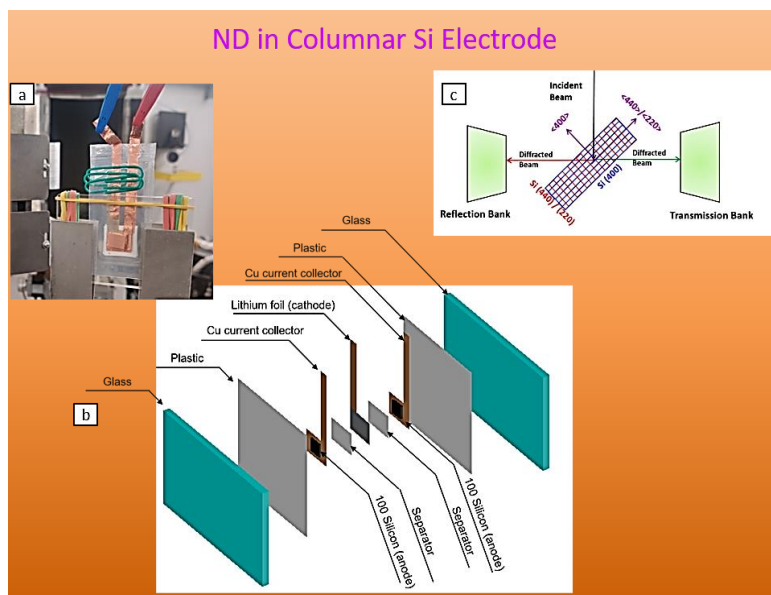 ND in Columnar Si Electrode
a
c
Incident
Beam
<400>
<440>/<220>
Diffracted
Beam
Diffracted
Beam
Si (440) / (220)
Si (400)
Reflection Bank
Transmission Bank
Glass
Plastic
Cu current collector
Lithium foil (cathode)
Cu current collector
Plastic
Glass
b
100 Silicon (anode)
Separator
Separator
100 Silicon (anode)